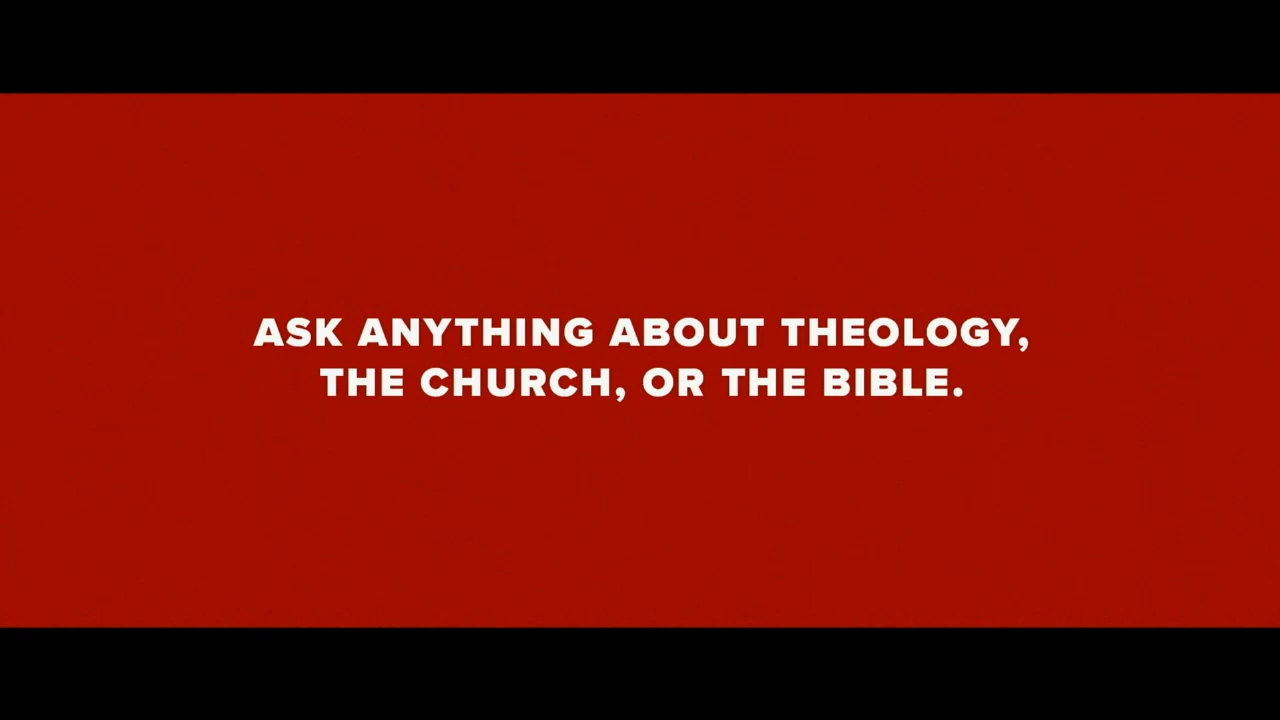 ASK ANYTHING ABOUT THEOLOGY,
THE CHURCH, OR THE BIBLE.